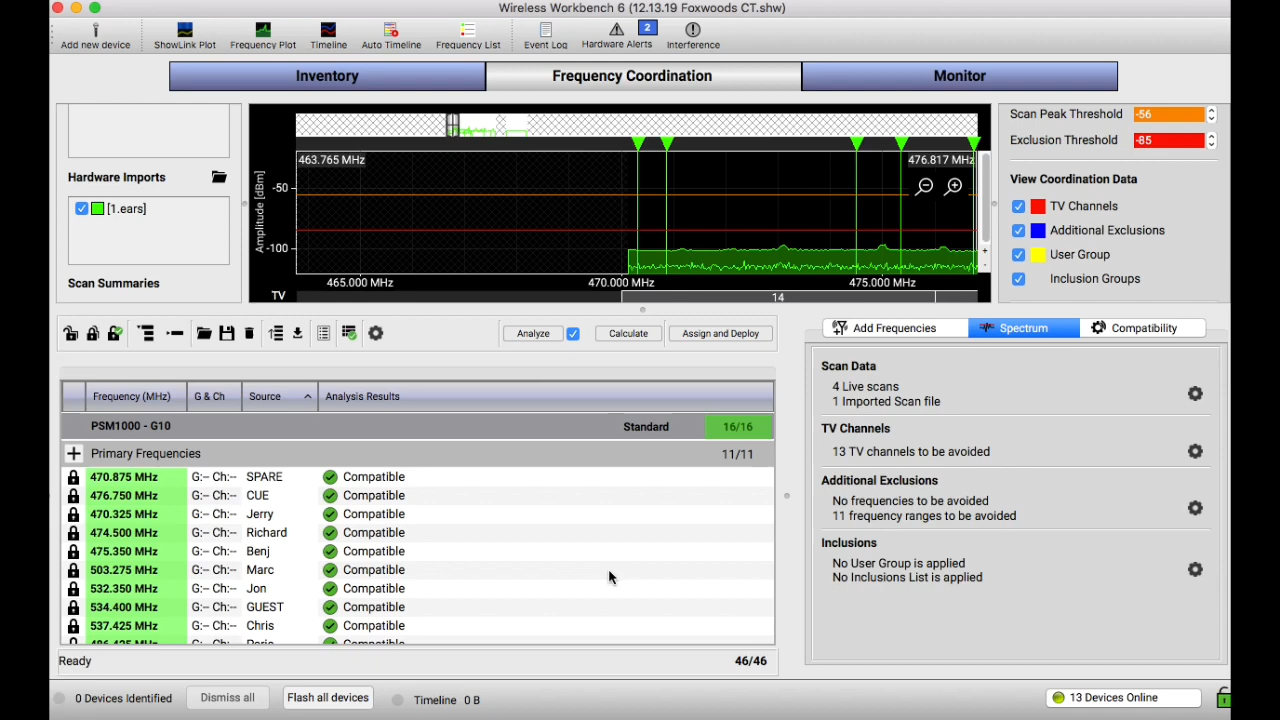 Wireless Workbench 6 (12.13.19 Foxwoods CT.shw)
Add new device
ShowLink Plot
Frequency Plot
Timeline
Auto Timeline
Frequency List
Event Log
Hardware Alerts
2
Interference
Inventory
Frequency Coordination
Monitor
Hardware Imports
[1.ears]
Scan Summaries
463.765 MHz
476.817 MHz
Amplitude [dBm]
-50
-100
465.000 MHz
470.000 MHz
475.000 MHz
TV
14
+
-
Scan Peak Threshold
-56
Exclusion Threshold
-85
View Coordination Data
TV Channels
Additional Exclusions
User Group
Inclusion Groups
Analyze
Calculate
Assign and Deploy
Add Frequencies
Spectrum
Compatibility
Frequency (MHz)
G & Ch
Source
Analysis Results
PSM1000 - G10 Standard 16/16
Primary Frequencies 11/11
470.875 MHz G:-- Ch:-- SPARE Compatible
476.750 MHz G:-- Ch:-- CUE Compatible
470.325 MHz G:-- Ch:-- Jerry Compatible
474.500 MHz G:-- Ch:-- Richard Compatible
475.350 MHz G:-- Ch:-- Benj Compatible
503.275 MHz G:-- Ch:-- Marc Compatible
532.350 MHz G:-- Ch:-- Jon Compatible
534.400 MHz G:-- Ch:-- GUEST Compatible
537.425 MHz G:-- Ch:-- Chris Compatible
Scan Data
4 Live scans
1 Imported Scan file
TV Channels
13 TV channels to be avoided
Additional Exclusions
No frequencies to be avoided
11 frequency ranges to be avoided
Inclusions
No User Group is applied
No Inclusions List is applied
Ready
46/46
0 Devices Identified
Dismiss all
Flash all devices
Timeline 0 B
13 Devices Online